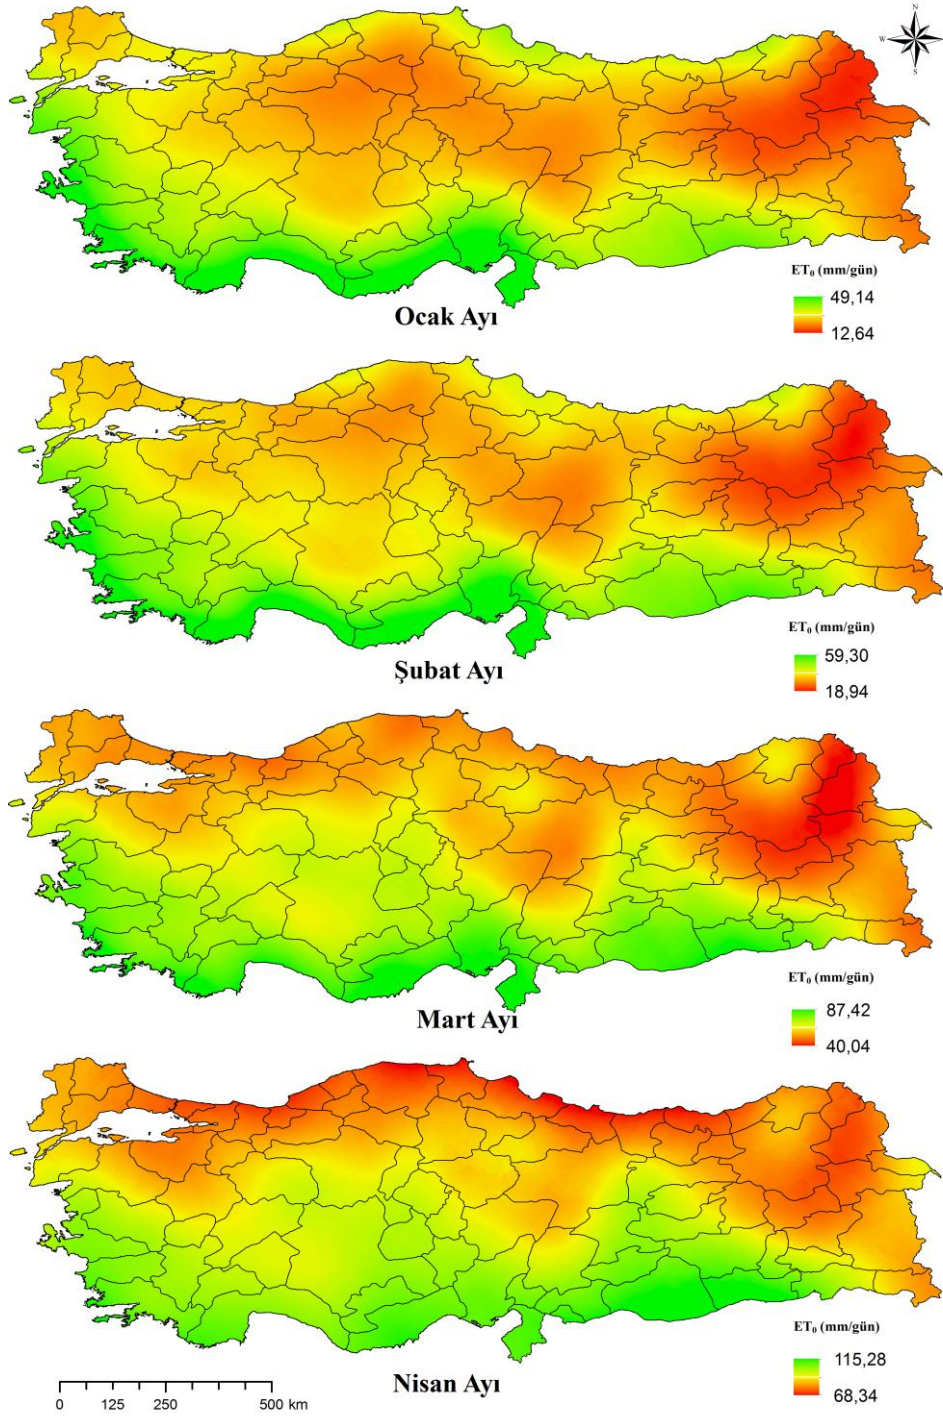 N
W
E
S
ET₀ (mm/gün)
49,14
12,64
Ocak Ayı
ET₀ (mm/gün)
59,30
18,94
Şubat Ayı
ET₀ (mm/gün)
87,42
40,04
Mart Ayı
ET₀ (mm/gün)
115,28
68,34
Nisan Ayı
0 125 250 500 km